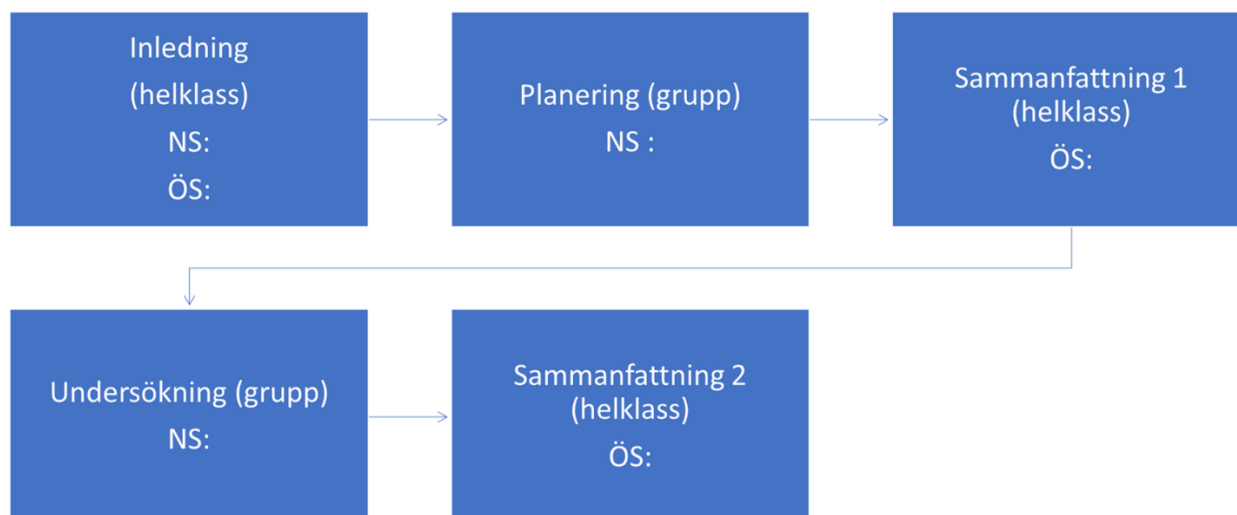 Inledning
(helklass)
NS:
ÖS:
Planering (grupp)
NS :
Sammanfattning 1
(helklass)
ÖS:
Undersökning (grupp)
NS:
Sammanfattning 2
(helklass)
ÖS: